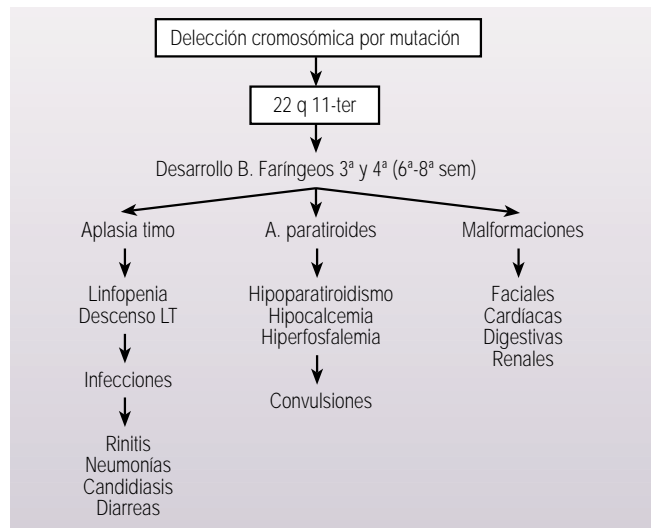 Delección cromosómica por mutación
22 q 11-ter
Desarrollo B. Faríngeos 3ª y 4ª (6ª-8ª sem)
Aplasia timo
Linfopenia
Descenso LT
Infecciones
Rinitis
Neumonías
Candidiasis
Diarreas
A. paratiroides
Hipoparatiroidismo
Hipocalcemia
Hiperfosfalemia
Convulsiones
Malformaciones
Faciales
Cardíacas
Digestivas
Renales